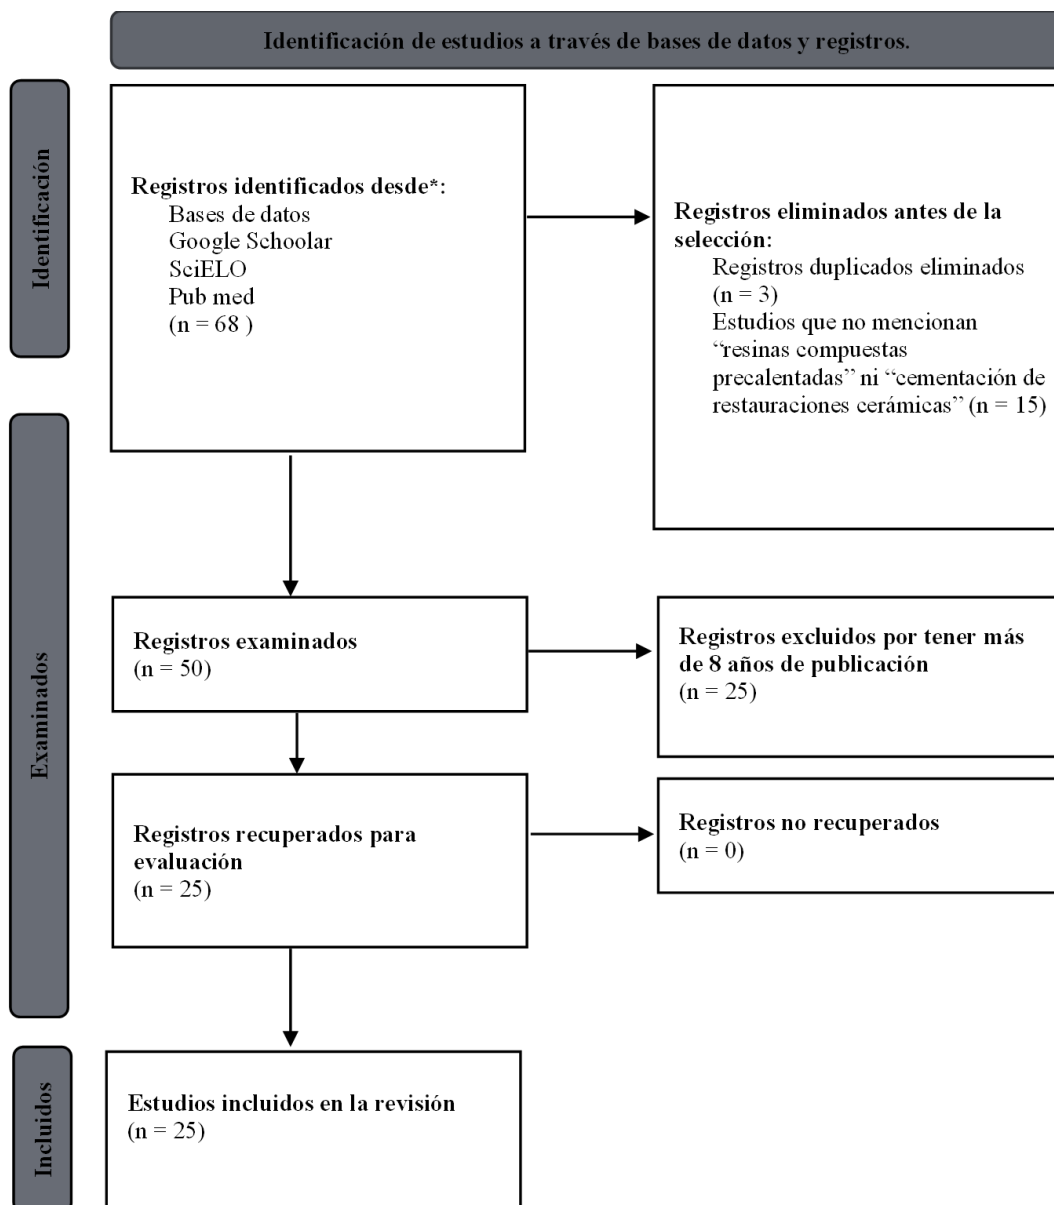 Identificación de estudios a través de bases de datos y registros.
Identificación
Registros identificados desde*:
Bases de datos
Google Schoolar
SciELO
Pub med
(n = 68 )
Registros eliminados antes de la
selección:
Registros duplicados eliminados
(n = 3)
Estudios que no mencionan
“resinas compuestas
precalentadas” ni “cementación de
restauraciones cerámicas” (n = 15)
Examinados
Registros examinados
(n = 50)
Registros excluidos por tener más
de 8 años de publicación
(n = 25)
Registros recuperados para
evaluación
(n = 25)
Registros no recuperados
(n = 0)
Incluidos
Estudios incluidos en la revisión
(n = 25)